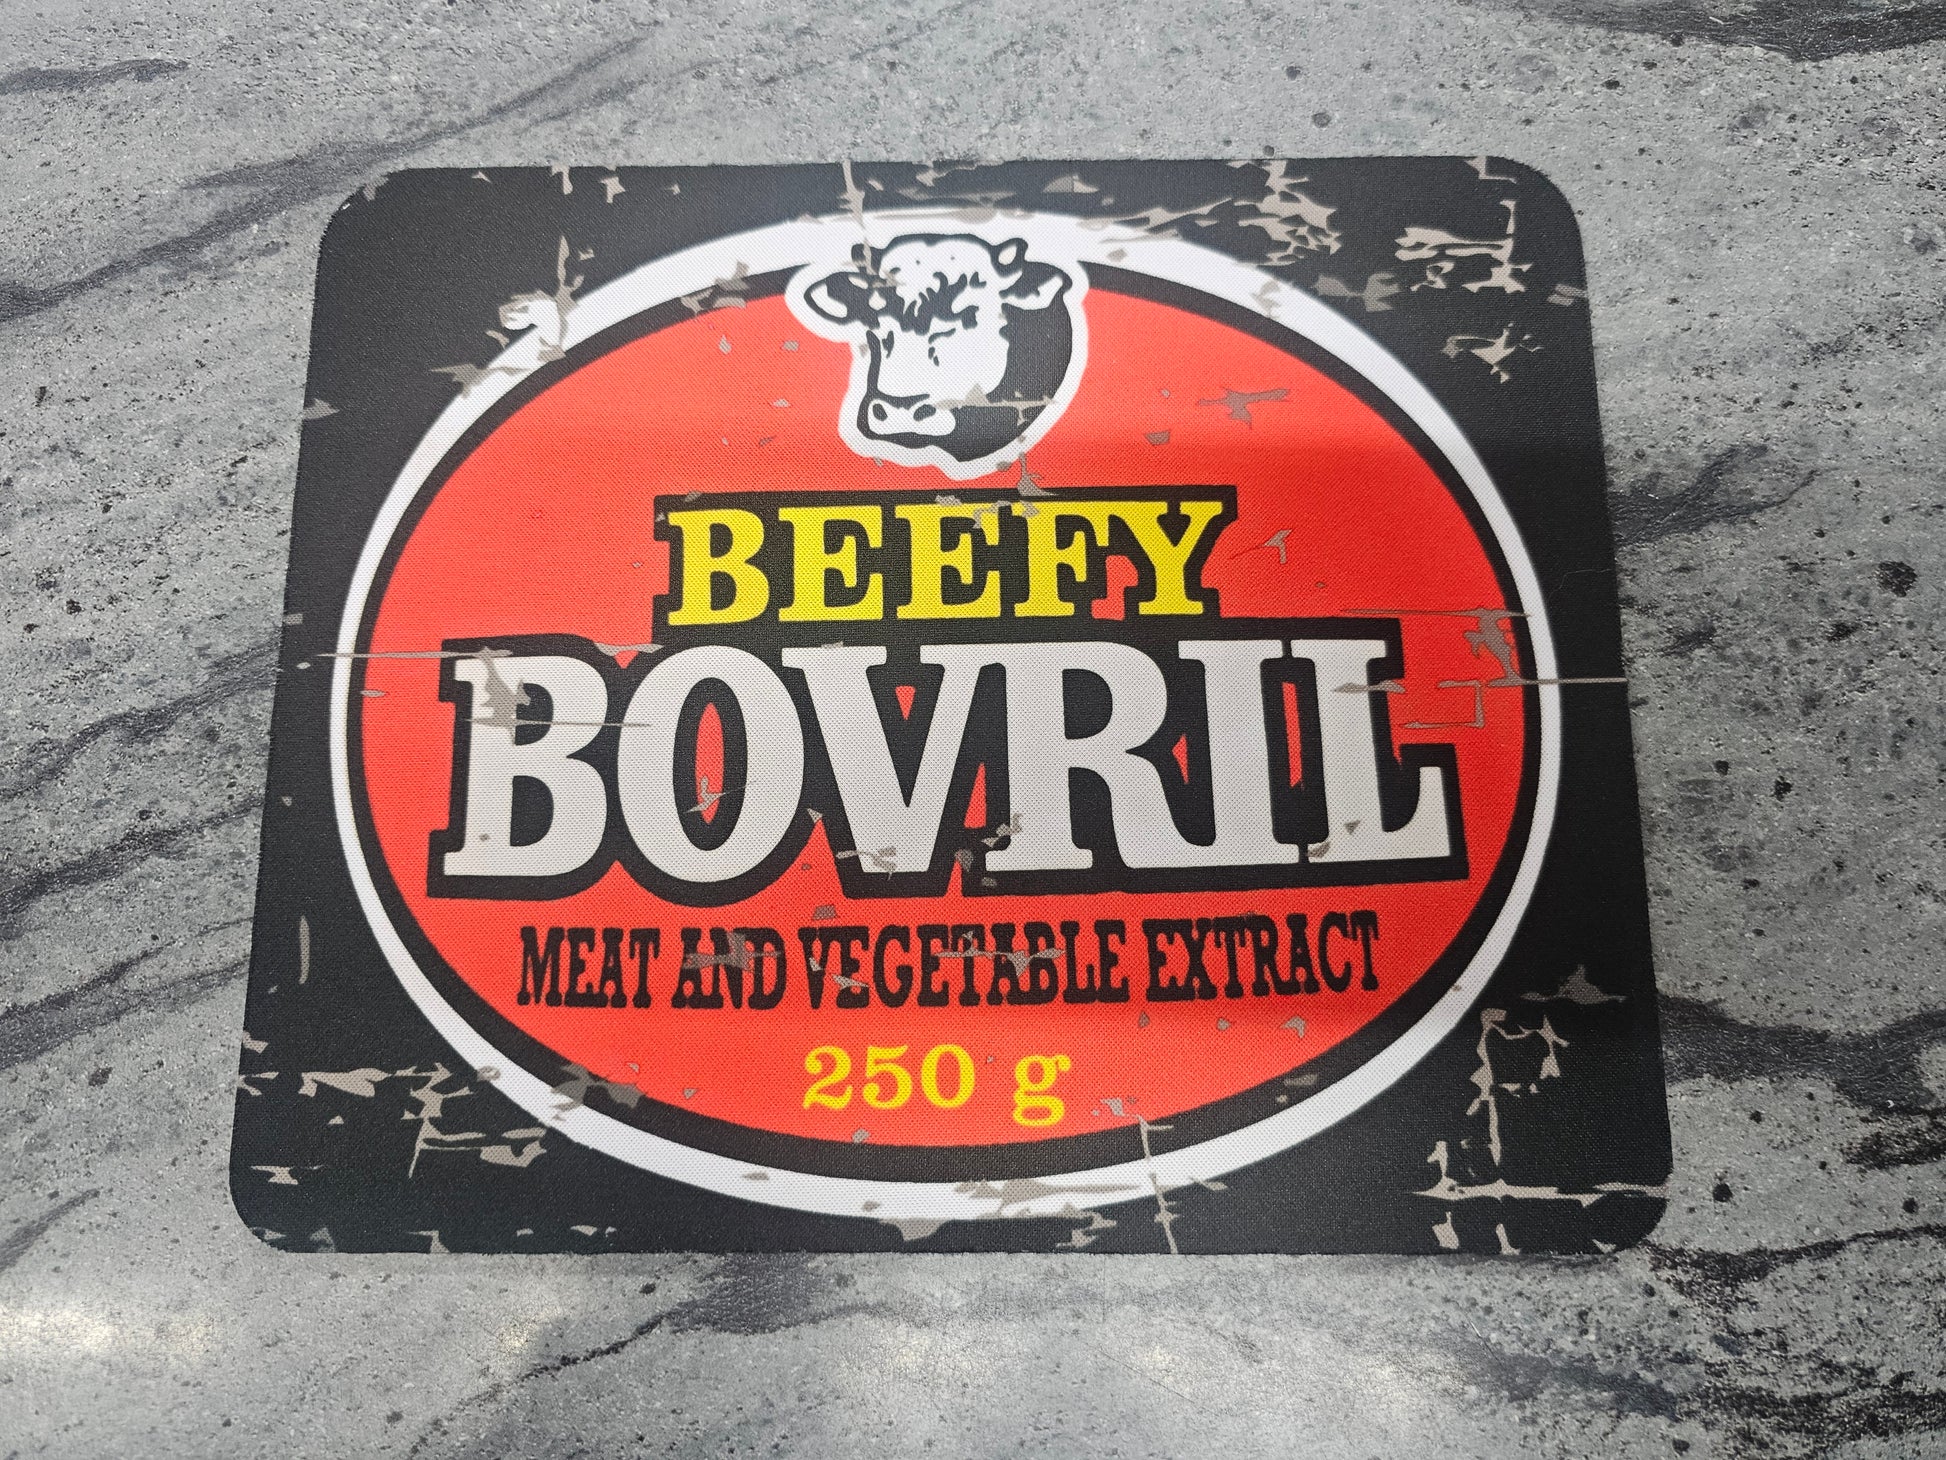 BEEFY
BOVRIL
MEAT AND VEGETABLE EXTRACT
250 g